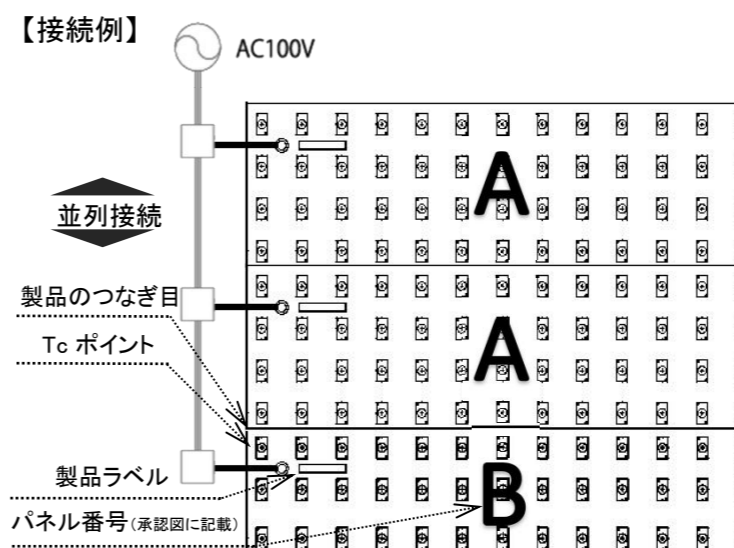 【接続例】
AC100V
A
並列接続
A
製品のつなぎ目
Tc ポイント
B
製品ラベル
パネル番号(承認図に記載)